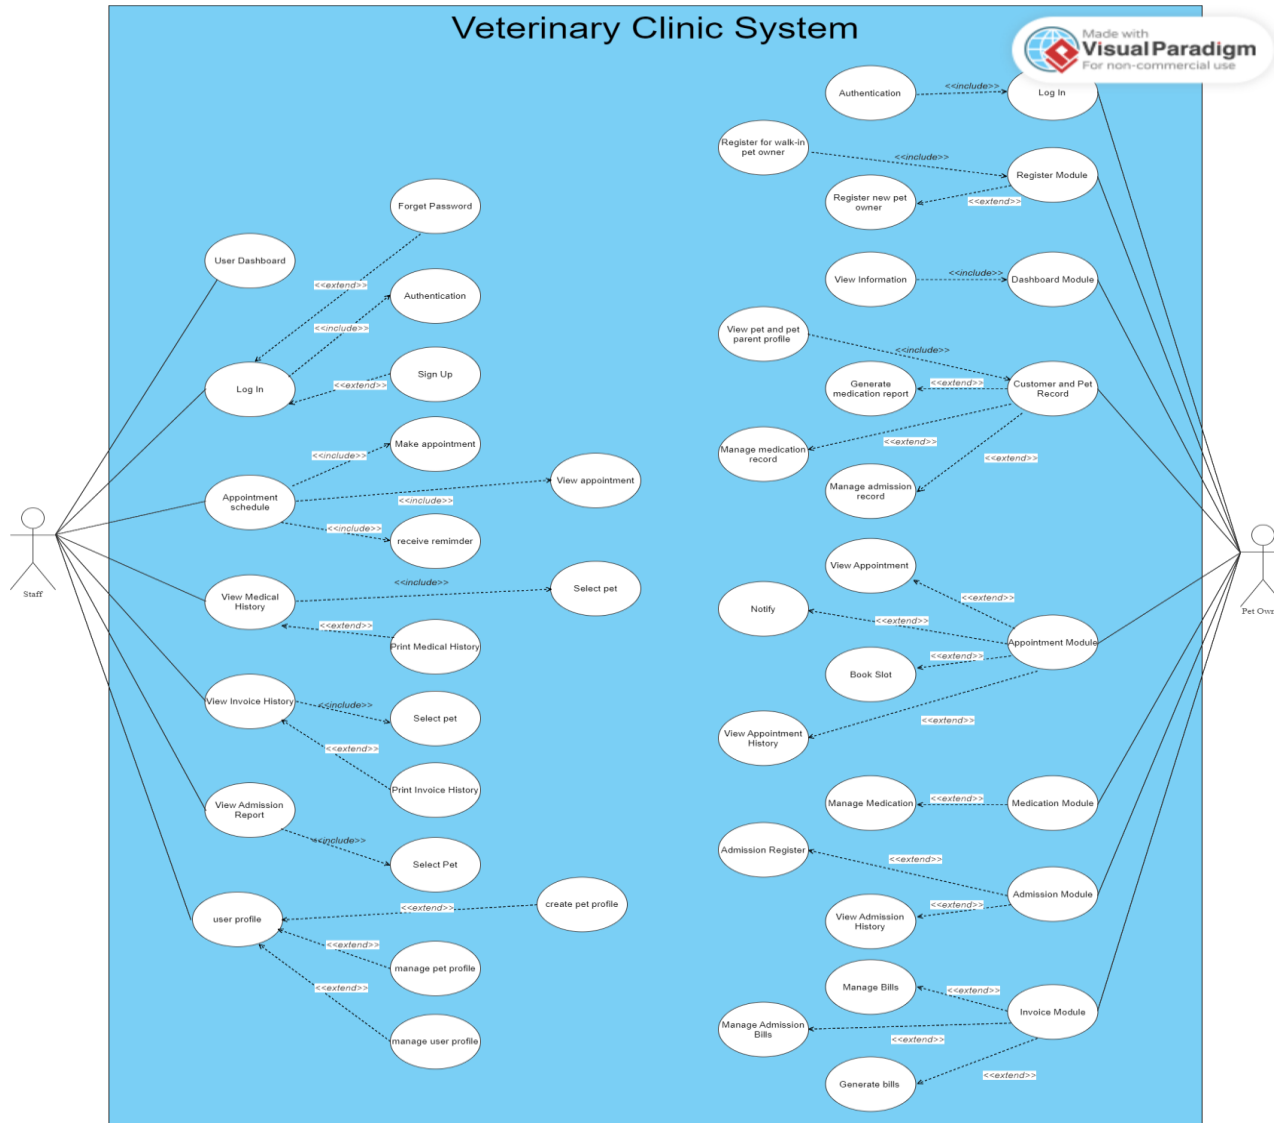 Veterinary Clinic System
Made with
Visual Paradigm
For non-commercial use
Authentication
<<include>>
Log In
Register for walk-in
pet owner
<<include>>
Register Module
Register new pet
owner
<<extend>>
View Information
<<include>>
Dashboard Module
View pet and pet
parent profile
<<include>>
Generate
medication report
<<extend>>
Customer and Pet
Record
Manage medication
record
<<extend>>
Manage admission
record
<<extend>>
View Appointment
<<extend>>
Notify
<<extend>>
Appointment Module
Book Slot
<<extend>>
View Appointment
History
<<extend>>
Manage Medication
<<extend>>
Medication Module
Admission Register
<<extend>>
Admission Module
View Admission
History
<<extend>>
Manage Bills
<<extend>>
Invoice Module
Manage Admission
Bills
<<extend>>
Generate bills
<<extend>>
Pet Own
Forget Password
User Dashboard
<<extend>>
Authentication
<<include>>
Log In
<<extend>>
Sign Up
Make appointment
<<include>>
Appointment
schedule
<<include>>
View appointment
<<include>>
receive remimder
View Medical
History
<<include>>
Select pet
<<extend>>
Print Medical History
View Invoice History
<<include>>
Select pet
<<extend>>
Print Invoice History
View Admission
Report
<<include>>
Select Pet
user profile
<<extend>>
create pet profile
<<extend>>
manage pet profile
<<extend>>
manage user profile
Staff